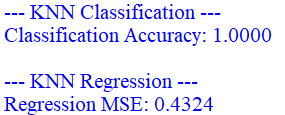 --- KNN Classification ---
Classification Accuracy: 1.0000

--- KNN Regression ---
Regression MSE: 0.4324